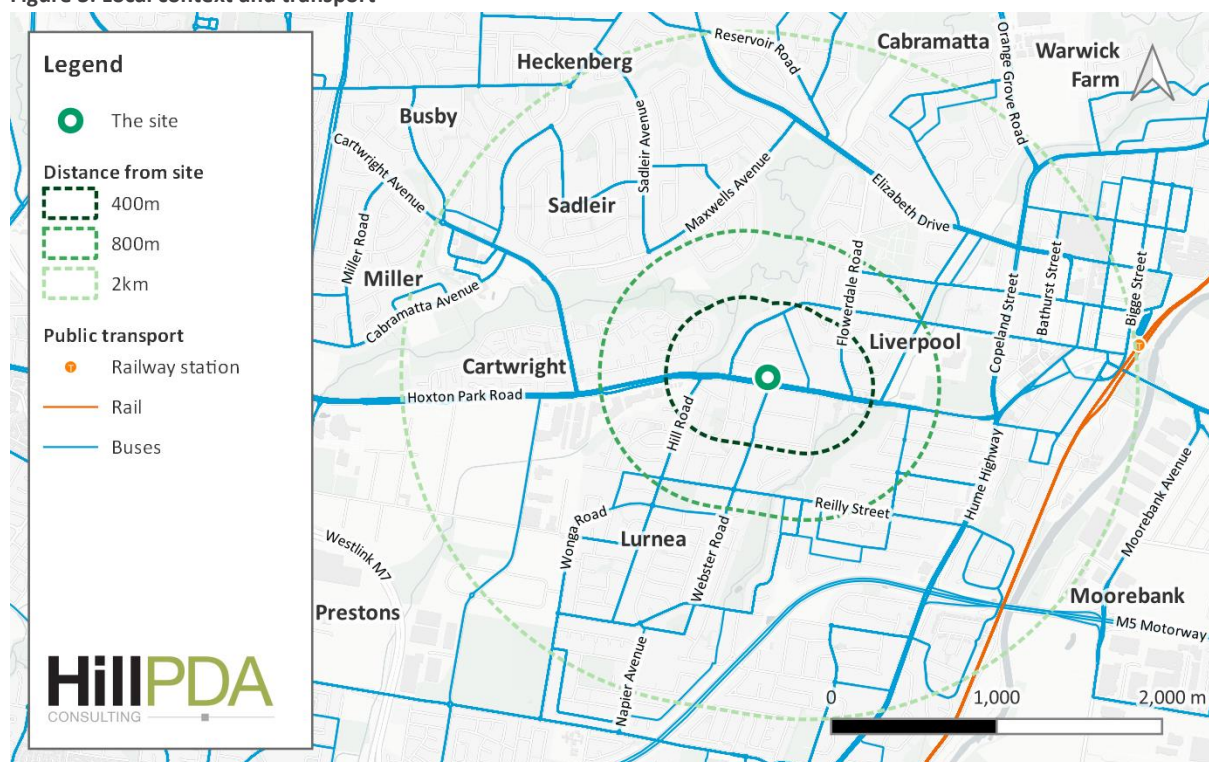 Figure 3: Local context and transport
Legend
The site
Distance from site
400m
800m
2km
Public transport
Railway station
Rail
Buses
HillPDA
CONSULTING
Heckenberg
Reservoir Road
Cabramatta
Orange Grove Road
Warwick
Farm
Busby
Cartwright Avenue
Sadleir Avenue
Sadleir
Maxwells Avenue
Elizabeth Drive
Miller Road
Miller
Cabramatta Avenue
Flowerdale Road
Liverpool
Copeland Street
Bathurst Street
Bigge Street
Cartwright
Hoxton Park Road
Hill Road
Hume Highway
Moorebank Avenue
Reilly Street
Wonga Road
Lurnea
Webster Road
Westlink M7
Prestons
Moorebank
M5 Motorway
Napier Avenue
0
1,000
2,000 m